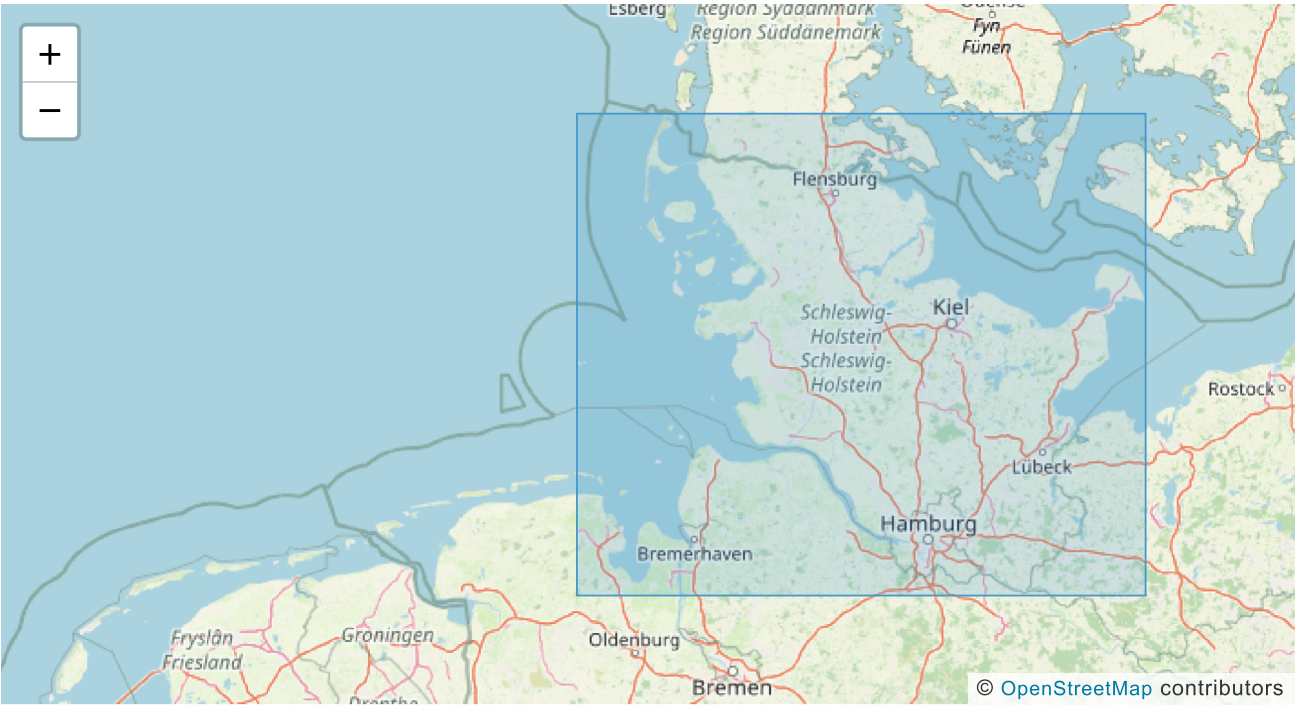 Esberg
Region Syddanmark
Region Süddänemark
Odense
Fyn
Fünen
+
−
Flensburg
Kiel
Schleswig-
Holstein
Schleswig-
Holstein
Rostock
Lübeck
Hamburg
Bremerhaven
Fryslân
Friesland
Groningen
Oldenburg
Bremen
Drenthe
© OpenStreetMap contributors